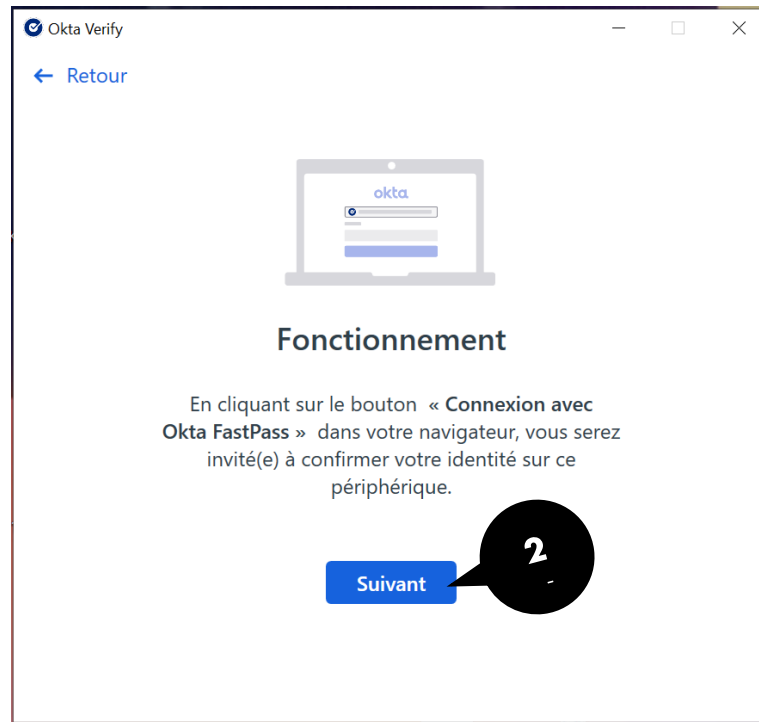 Okta Verify
← Retour
okta
Fonctionnement
En cliquant sur le bouton « Connexion avec
Okta FastPass » dans votre navigateur, vous serez
invité(e) à confirmer votre identité sur ce
périphérique.
Suivant
2
-